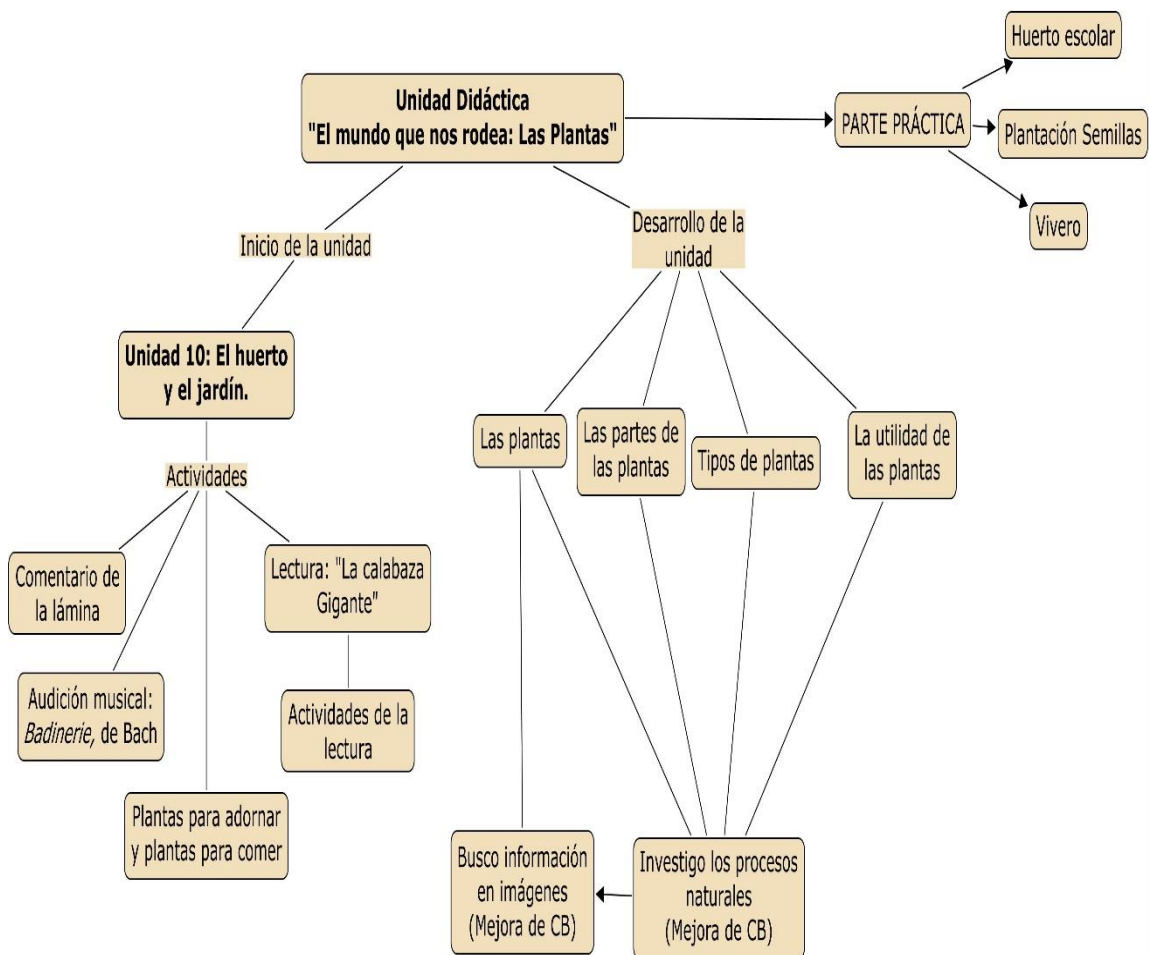 Unidad Didáctica
"El mundo que nos rodea: Las Plantas"
PARTE PRÁCTICA
Huerto escolar
Plantación Semillas
Vivero
Inicio de la unidad
Desarrollo de la
unidad
Unidad 10: El huerto
y el jardín.
Actividades
Comentario de
la lámina
Audición musical:
Badinerie, de Bach
Plantas para adornar
y plantas para comer
Lectura: "La calabaza
Gigante"
Actividades de la
lectura
Las plantas
Las partes de
las plantas
Tipos de plantas
La utilidad de
las plantas
Busco información
en imágenes
(Mejora de CB)
Investigo los procesos
naturales
(Mejora de CB)